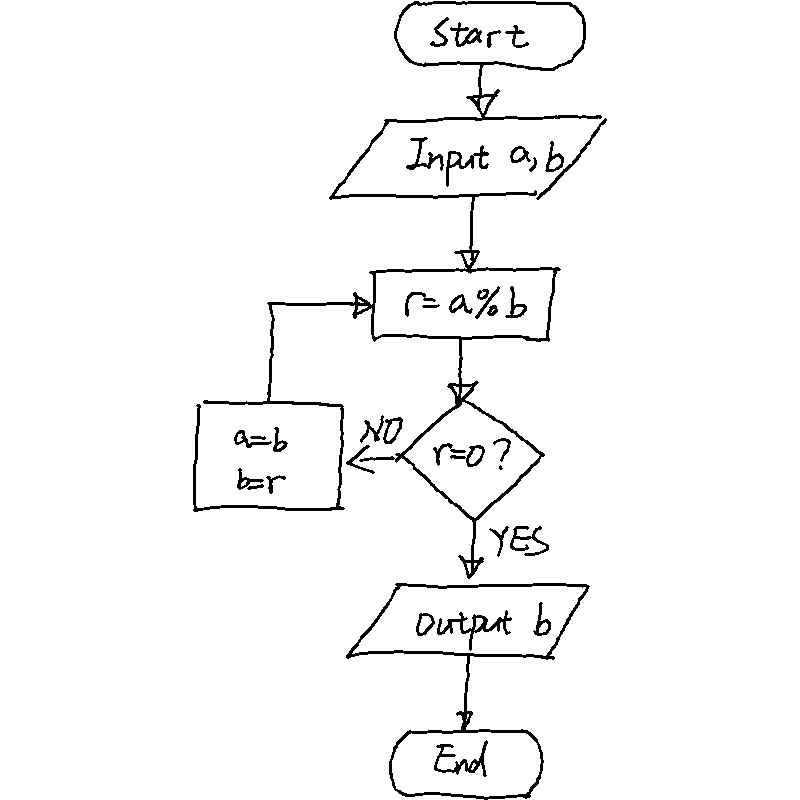 Start
Input a, b
r=a%b
r=0?
NO
a=b
b=r
YES
Output b
End